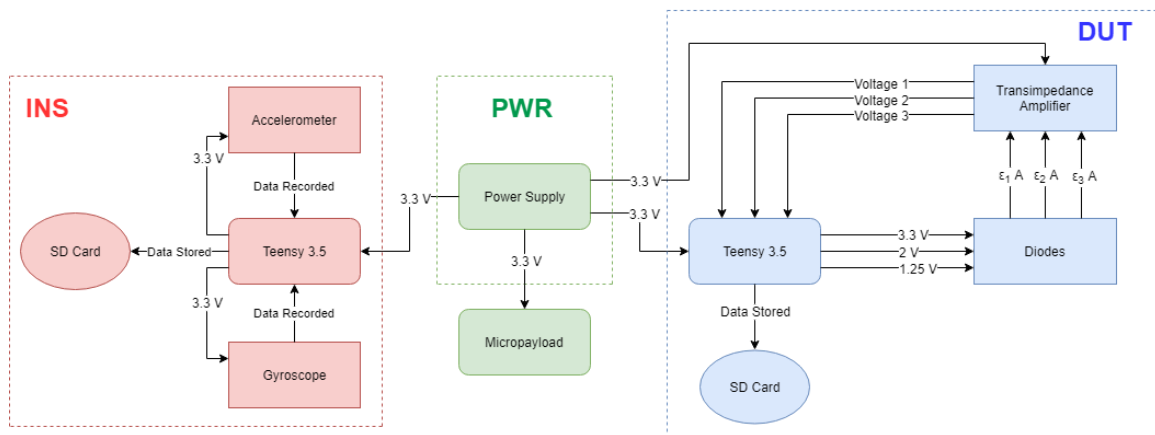 INS
Accelerometer
3.3 V
Data Recorded
SD Card
Data Stored
Teensy 3.5
3.3 V
Data Recorded
Gyroscope
3.3 V
PWR
Power Supply
3.3 V
Micropayload
3.3 V
3.3 V
DUT
Voltage 1
Voltage 2
Voltage 3
Transimpedance
Amplifier
ε1 A
ε2 A
ε3 A
Teensy 3.5
3.3 V
2 V
1.25 V
Diodes
Data Stored
SD Card